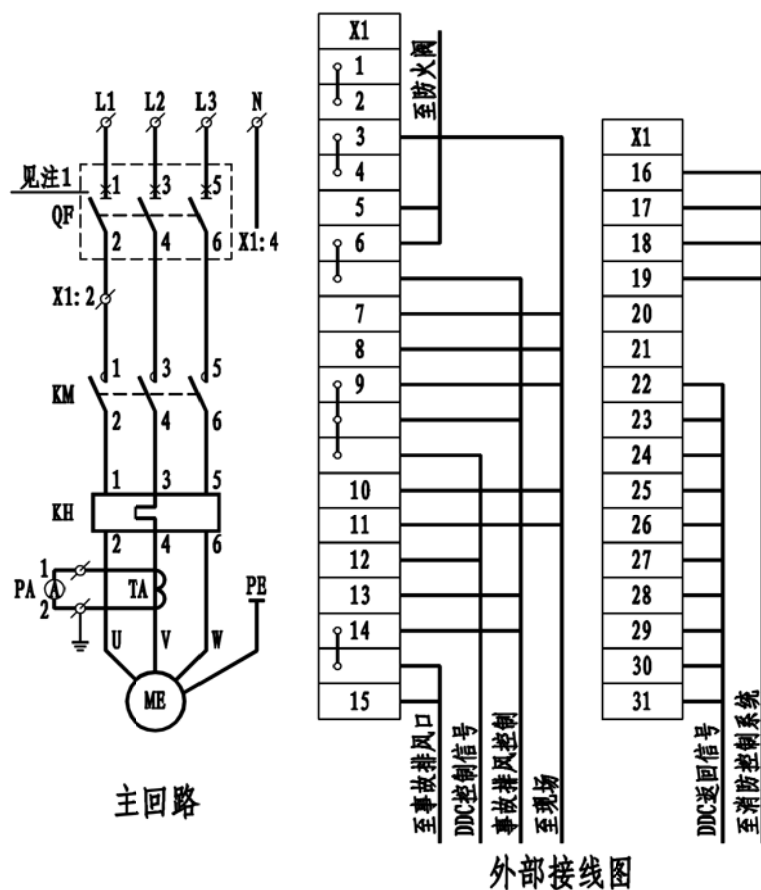 L1 L2 L3 N
见注1
1 3 5
QF
2 4 6
X1:4
X1:2
1 3 5
KM
2 4 6
1 3 5
KH
2 4 6
1
PA A TA PE
2
U V W
ME
主回路
X1
1
2
3
4
5
6
7
8
9
10
11
12
13
14
15
至防火阀
至事故排风口
DDC控制信号
事故排风控制
至现场
X1
16
17
18
19
20
21
22
23
24
25
26
27
28
29
30
31
DDC返回信号
至消防控制系统
外部接线图